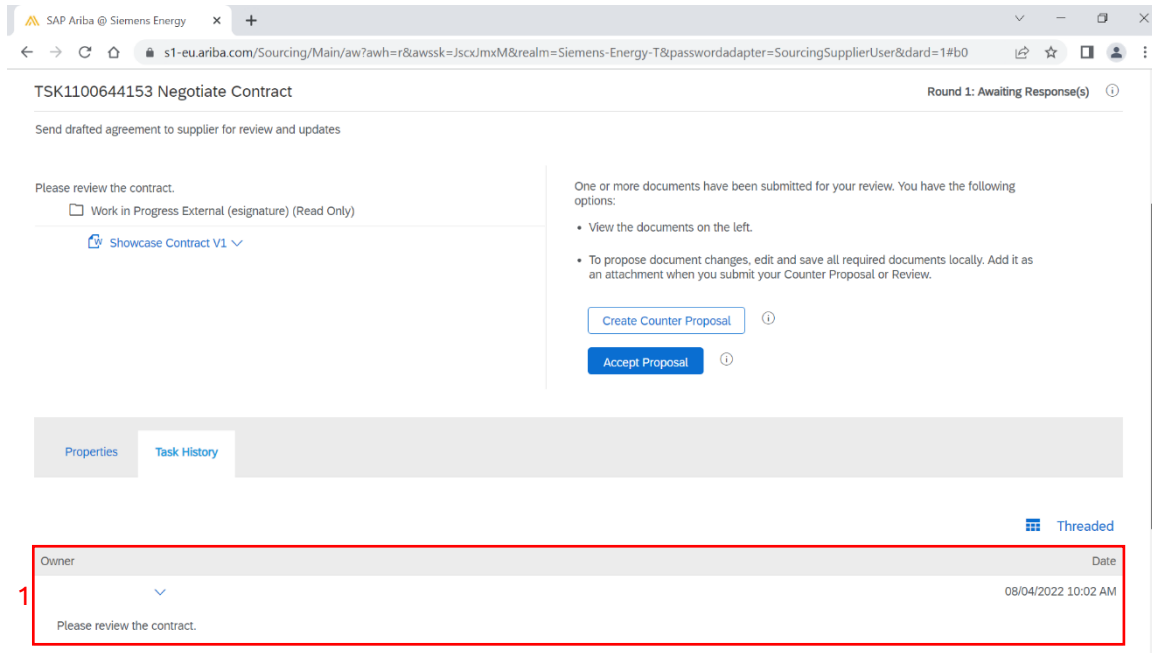 SAP Ariba @ Siemens Energy
s1-eu.ariba.com/Sourcing/Main/aw?awh=r&awssk=JscxJmxM&realm=Siemens-Energy-T&passwordadapter=SourcingSupplierUser&dard=1#b0
TSK1100644153 Negotiate Contract
Round 1: Awaiting Response(s)
Send drafted agreement to supplier for review and updates
Please review the contract.
Work in Progress External (esignature) (Read Only)
Showcase Contract V1
One or more documents have been submitted for your review. You have the following
options:
• View the documents on the left.
• To propose document changes, edit and save all required documents locally. Add it as
an attachment when you submit your Counter Proposal or Review.
Create Counter Proposal
Accept Proposal
Properties
Task History
Threaded
Owner
Date
1
08/04/2022 10:02 AM
Please review the contract.